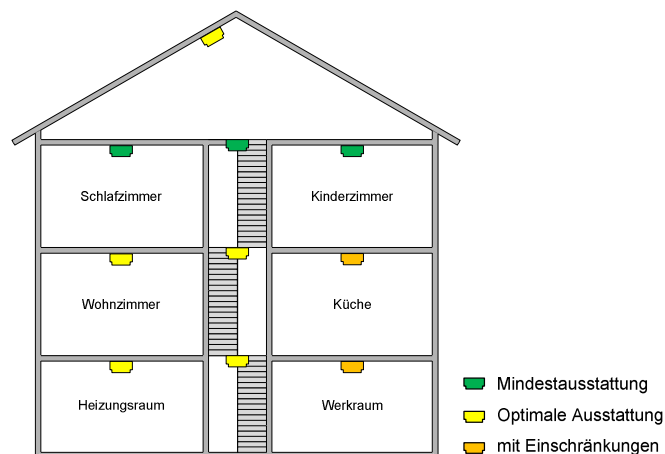 Schlafzimmer
Kinderzimmer
Wohnzimmer
Küche
Heizungsraum
Werkraum
Mindestausstattung
Optimale Ausstattung
mit Einschränkungen